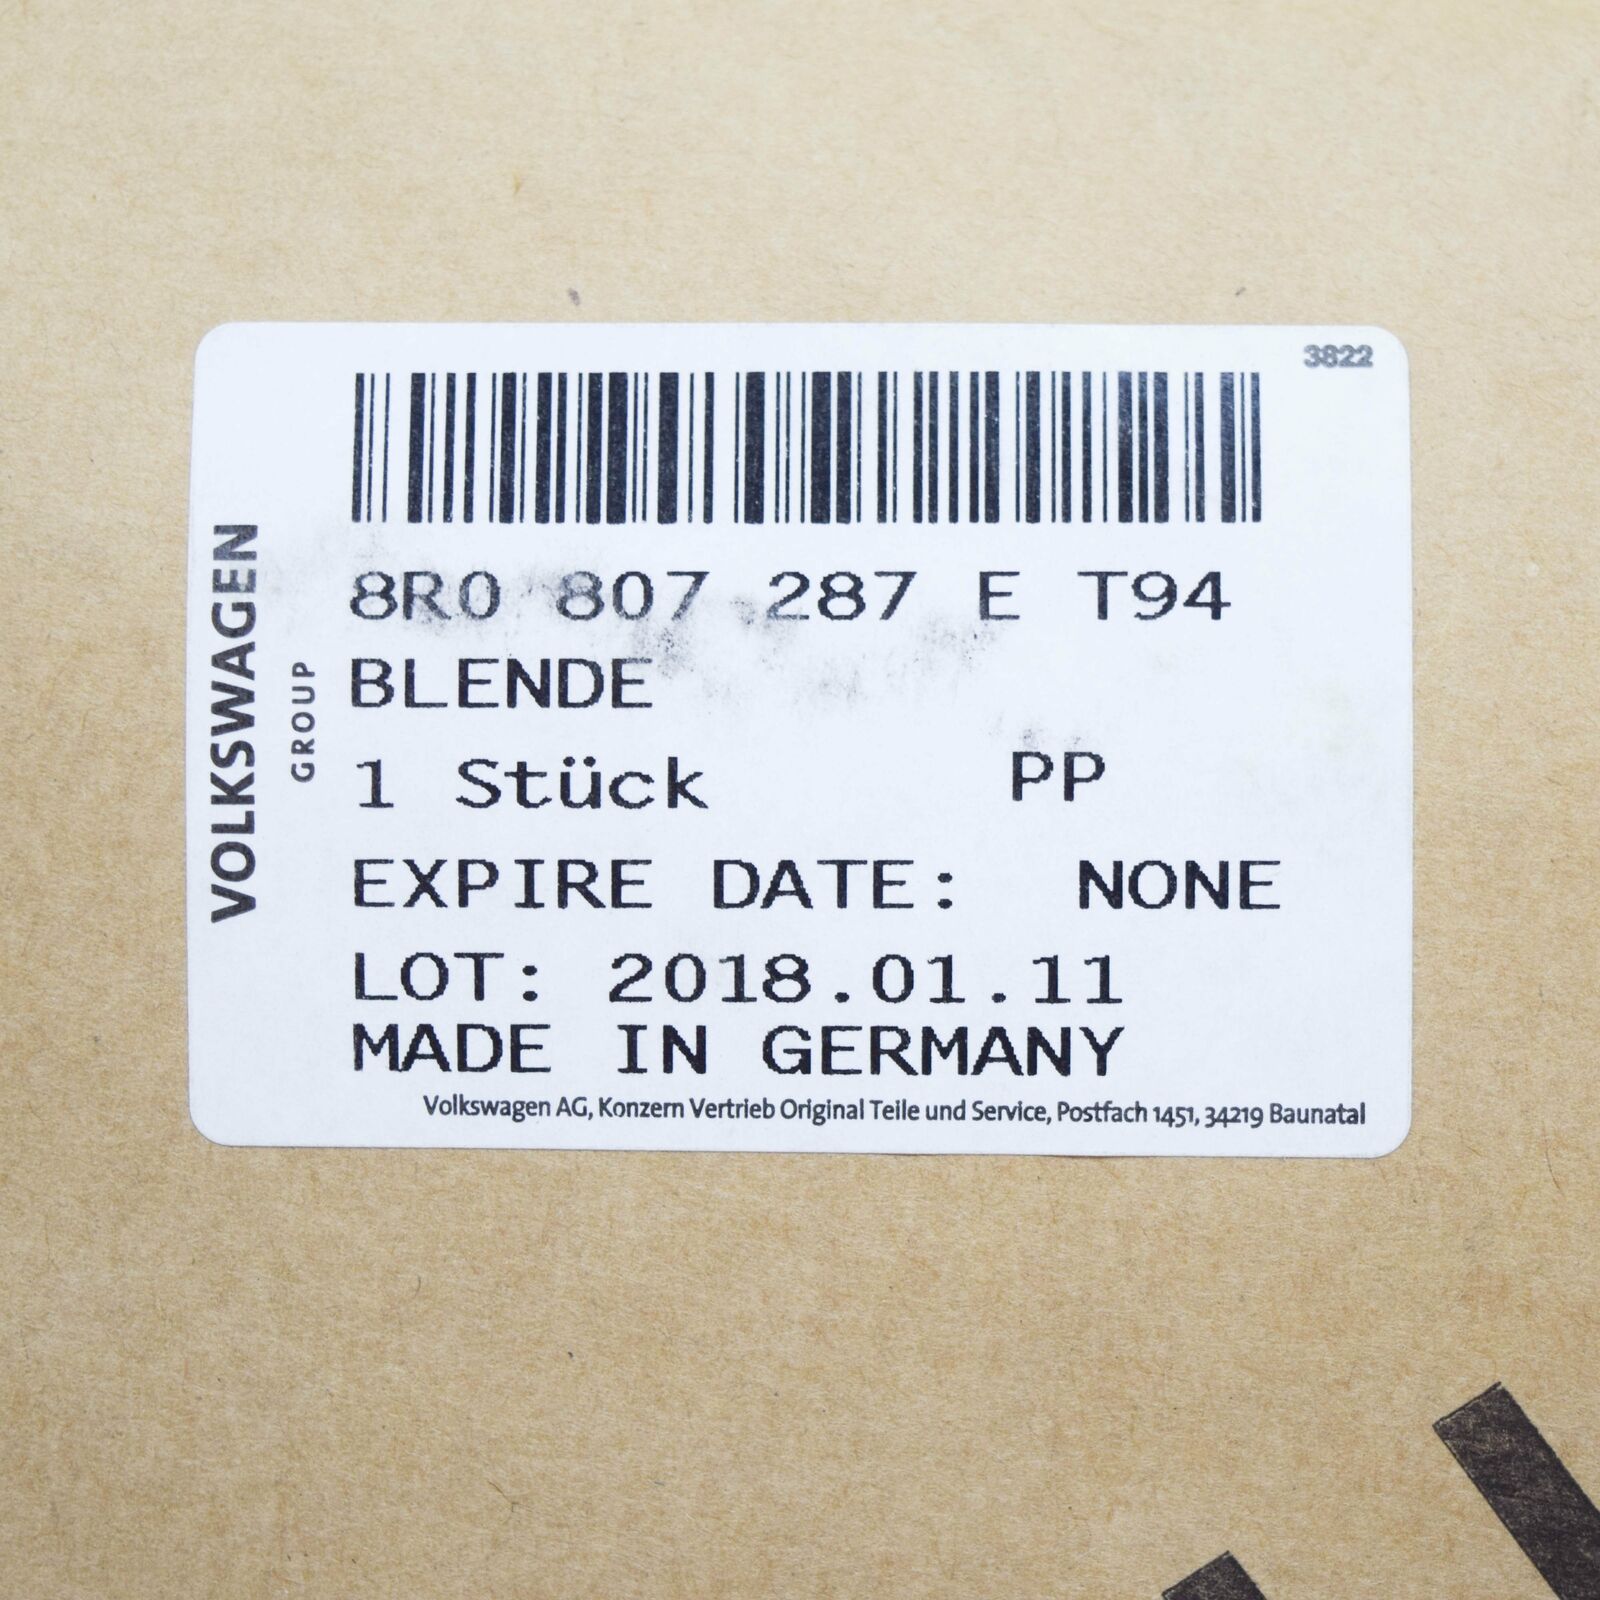 3822
VOLKSWAGEN
GROUP
8R0 807 287 E T94
BLENDE
1 Stück PP
EXPIRE DATE: NONE
LOT: 2018.01.11
MADE IN GERMANY
Volkswagen AG, Konzern Vertrieb Original Teile und Service, Postfach 1451, 34219 Baunatal